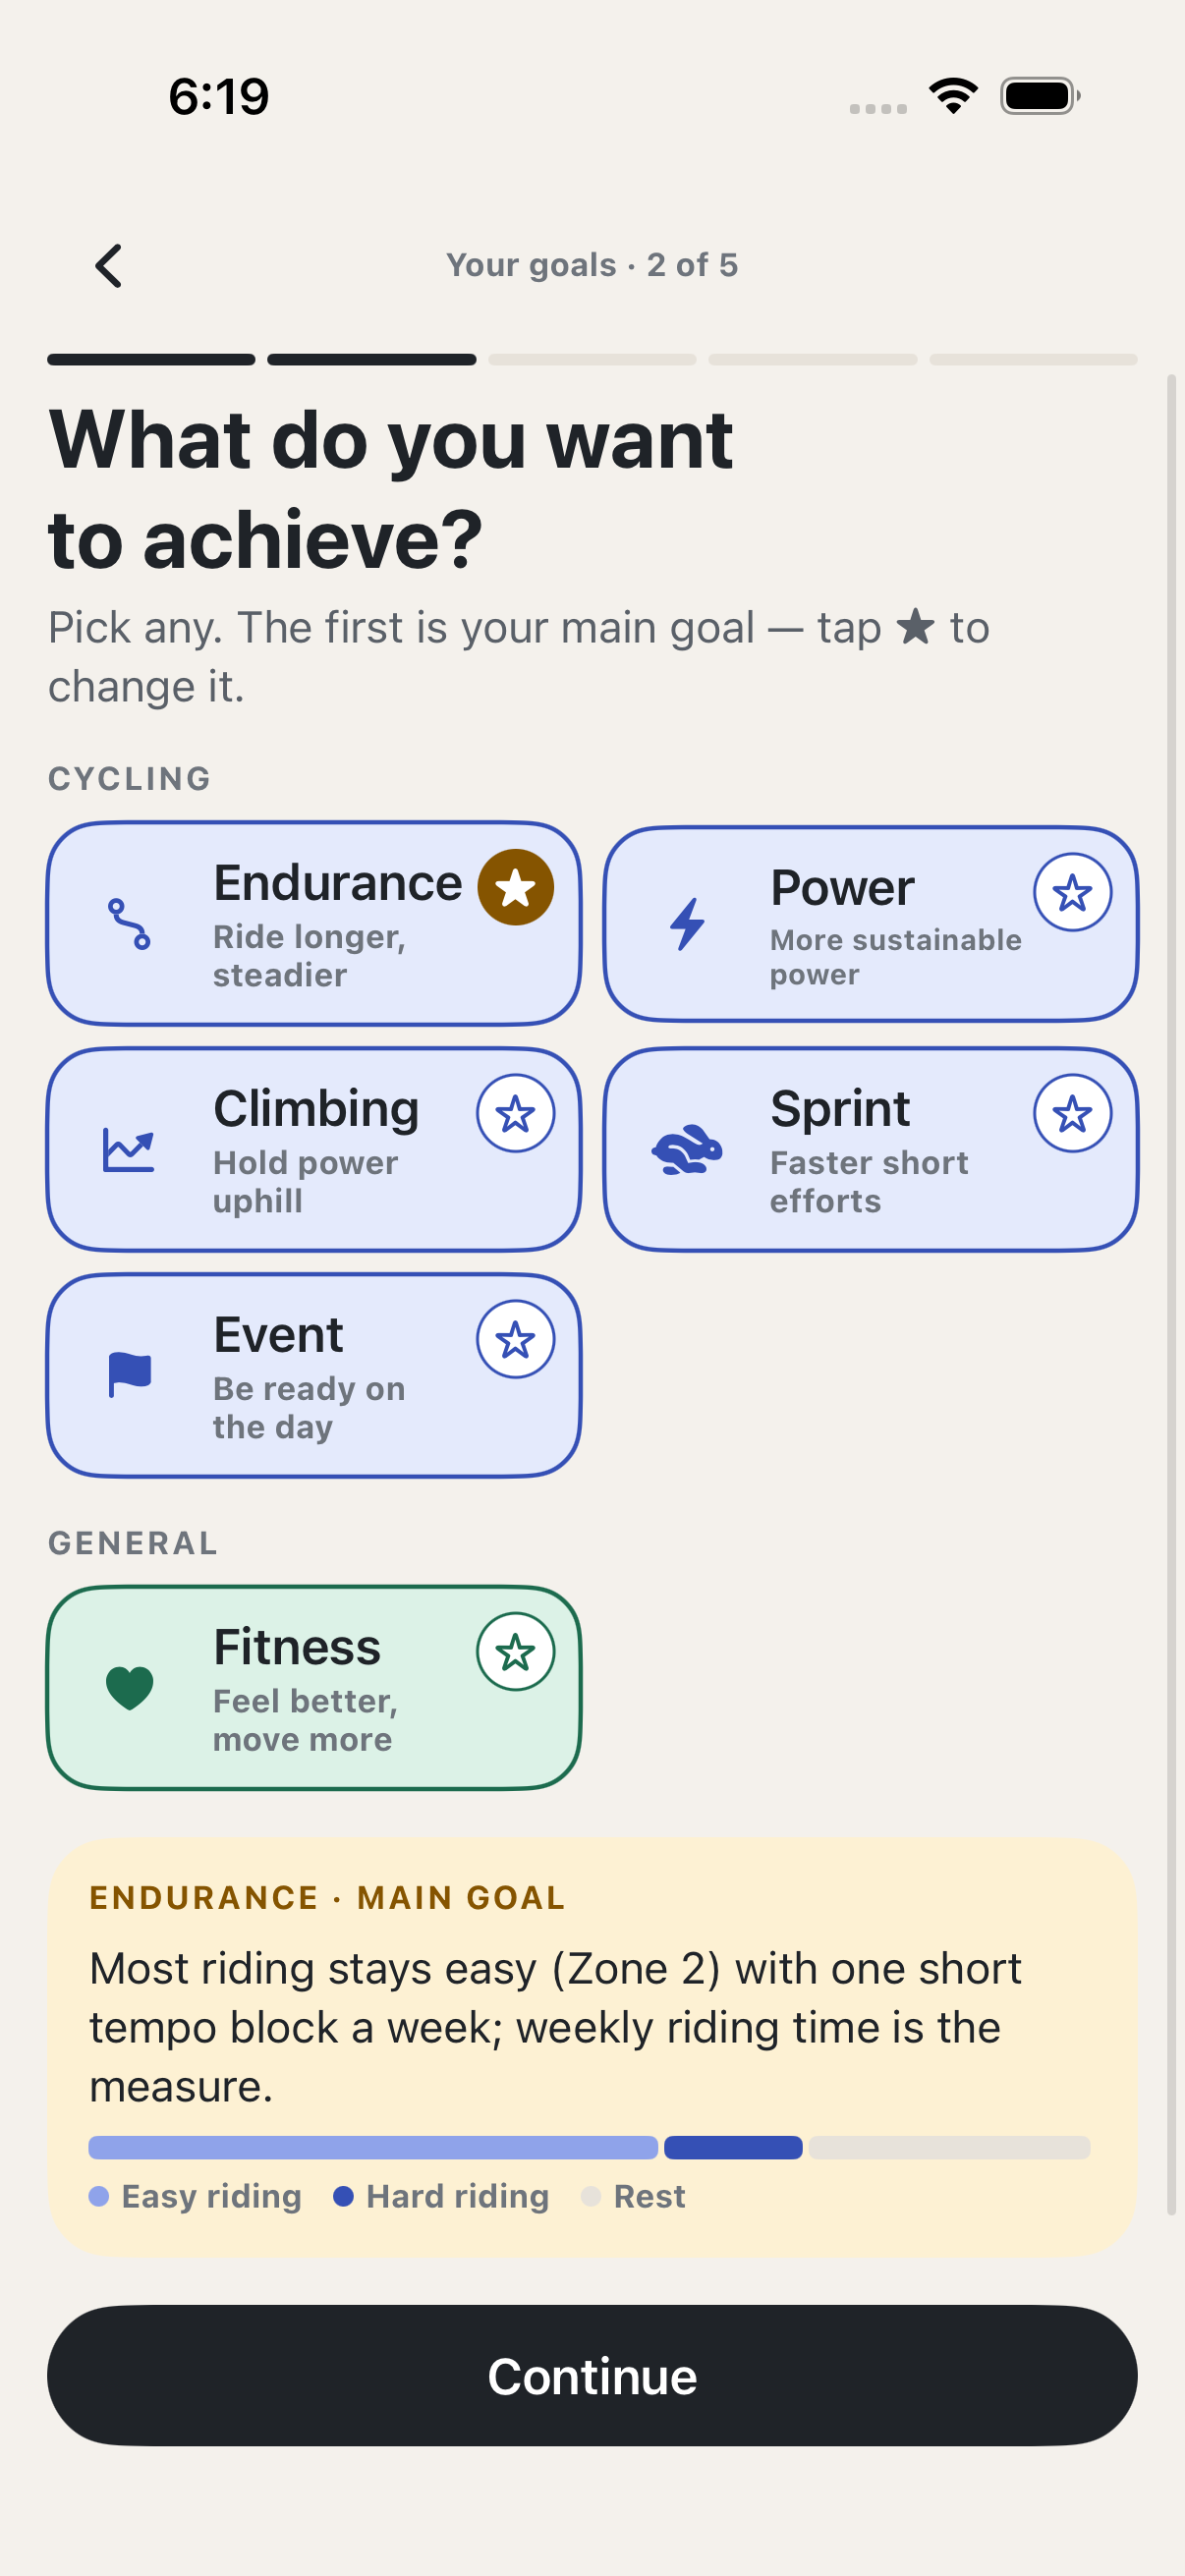 6:19
Your goals · 2 of 5
What do you want
to achieve?
Pick any. The first is your main goal — tap ★ to
change it.
CYCLING
Endurance
Ride longer,
steadier
Power
More sustainable
power
Climbing
Hold power
uphill
Sprint
Faster short
efforts
Event
Be ready on
the day
GENERAL
Fitness
Feel better,
move more
ENDURANCE · MAIN GOAL
Most riding stays easy (Zone 2) with one short
tempo block a week; weekly riding time is the
measure.
Easy riding Hard riding Rest
Continue